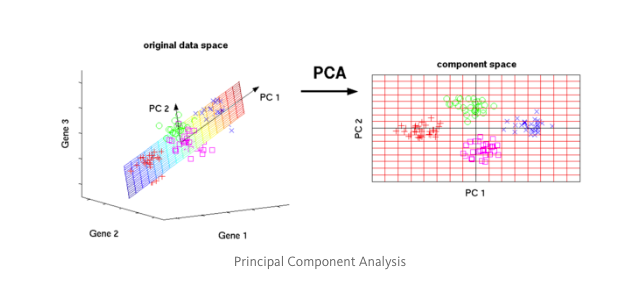 original data space
PCA
component space
PC 2
PC 1
Gene 3
Gene 2
Gene 1
PC 2
PC 1
Principal Component Analysis